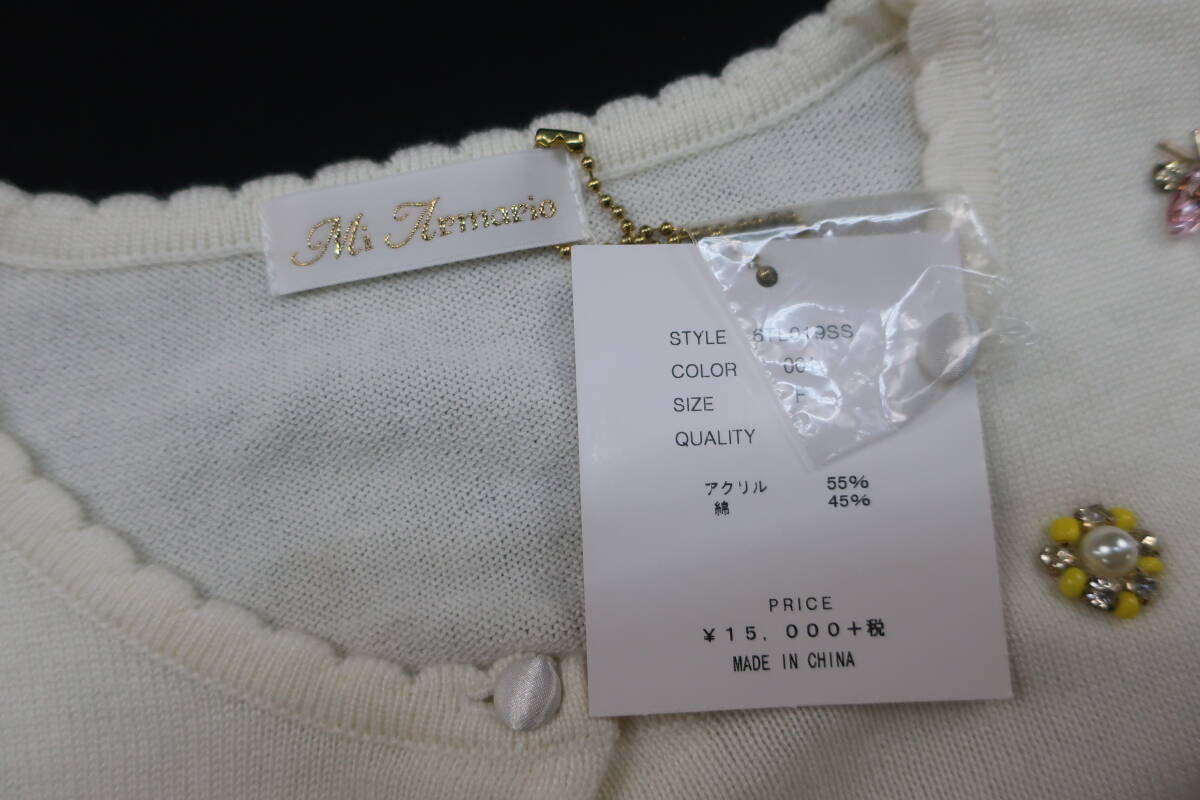 Mi Armario
STYLE 6TL019SS
COLOR
SIZE F
QUALITY
アクリル 55%
綿 45%
PRICE
¥15,000+税
MADE IN CHINA